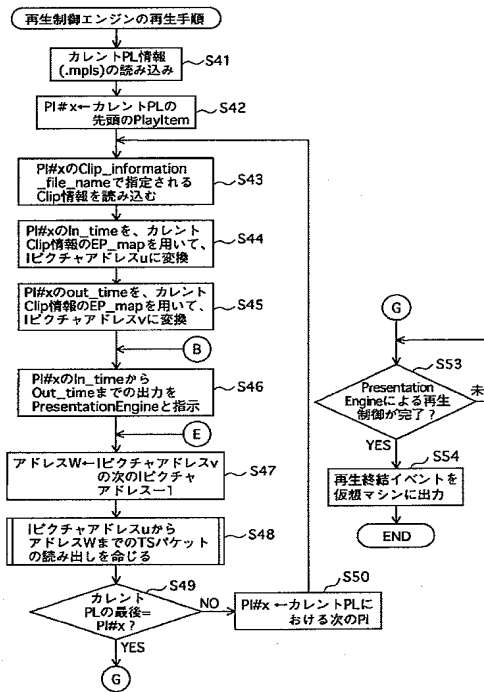 再生制御エンジンの再生手順
カレントPL情報
(.mpls)の読み込み
S41
PI#x←カレントPLの
先頭のPlayItem
S42
PI#xのClip_information
_file_nameで指定される
Clip情報を読み込む
S43
PI#xのIn_timeを、カレント
Clip情報のEP_mapを用いて、
Iピクチャアドレスuに変換
S44
PI#xのout_timeを、カレント
Clip情報のEP_mapを用いて、
Iピクチャアドレスvに変換
S45
B
PI#xのIn_timeから
Out_timeまでの出力を
PresentationEngineと指示
S46
E
アドレスW←Iピクチャアドレスv
の次のIピクチャ
アドレスー1
S47
Iピクチャアドレスuから
アドレスWまでのTSパケット
の読み出しを命じる
S48
カレント
PLの最後=
PI#x?
S49
NO
YES
G
PI#x ←カレントPLに
おける次のPI
S50
G
Presentation
Engineによる再生
制御が完了?
S53
未
YES
再生終結イベントを
仮想マシンに出力
S54
END